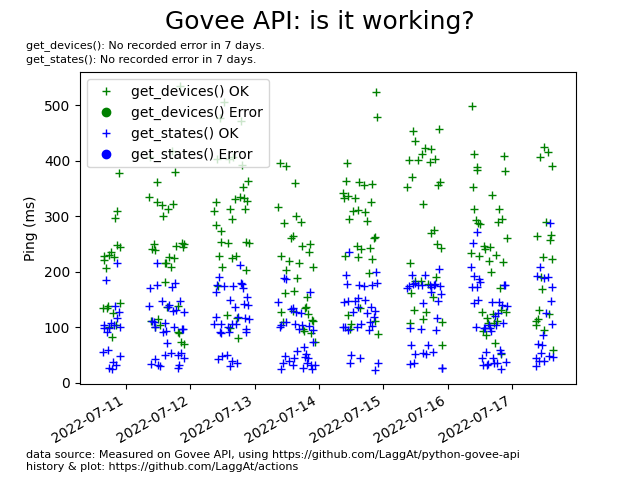 Govee API: is it working?
get_devices(): No recorded error in 7 days.
get_states(): No recorded error in 7 days.
get_devices() OK
get_devices() Error
get_states() OK
get_states() Error
Ping (ms)
500
400
300
200
100
0
2022-07-11
2022-07-12
2022-07-13
2022-07-14
2022-07-15
2022-07-16
2022-07-17
data source: Measured on Govee API, using https://github.com/LaggAt/python-govee-api
history & plot: https://github.com/LaggAt/actions